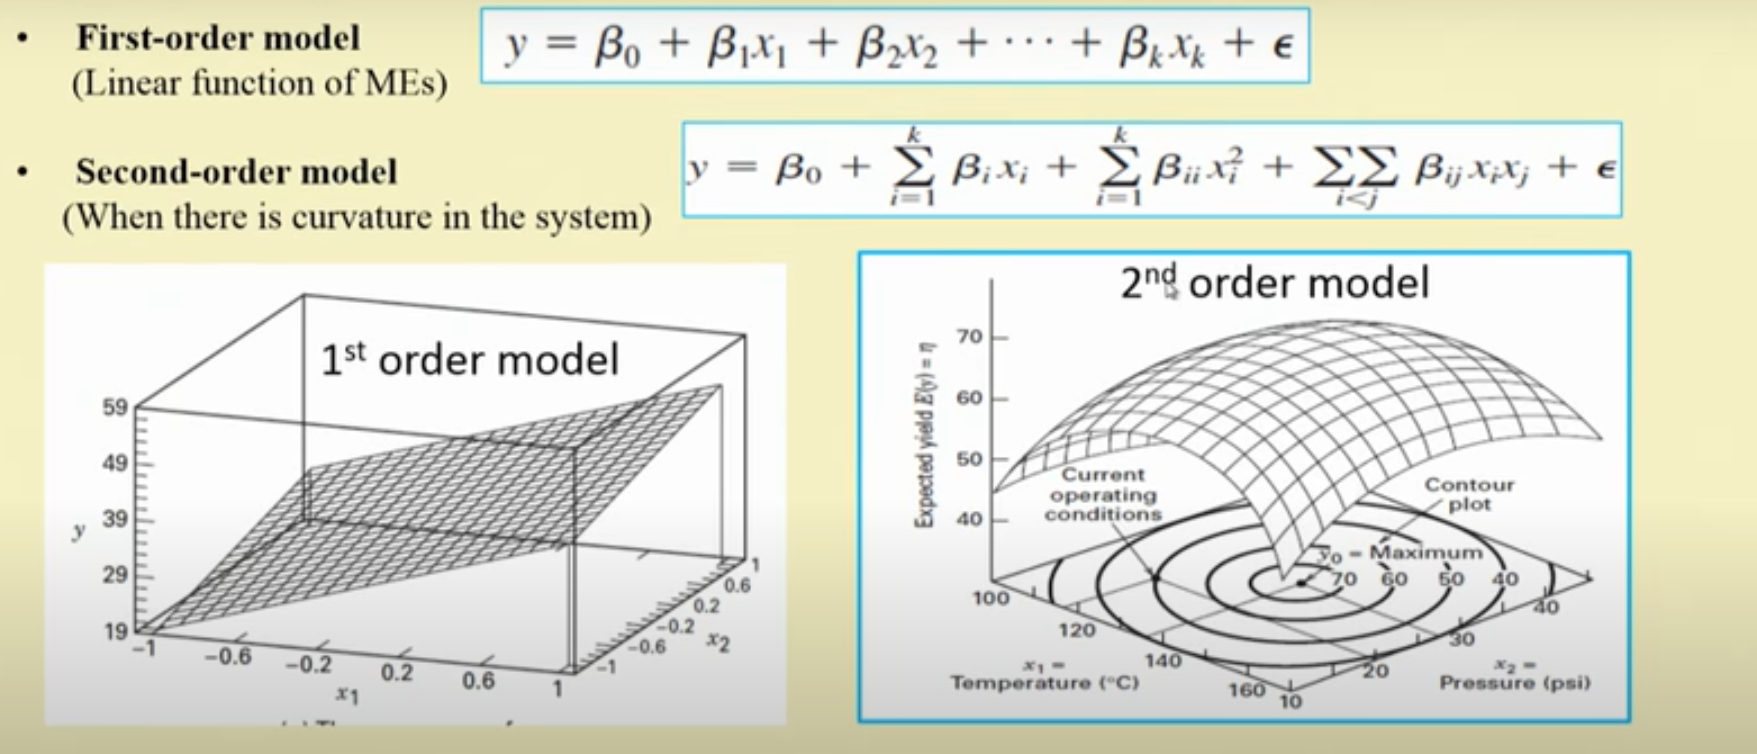 • First-order model
y = β₀ + β₁x₁ + β₂x₂ + ··· + βₖxₖ + ϵ
(Linear function of MEs)
• Second-order model
y = β₀ + ∑ᵢ₌₁ᵏ βᵢxᵢ + ∑ᵢ₌₁ᵏ βᵢᵢxᵢ² + ∑∑ᵢ<ⱼ βᵢⱼxᵢxⱼ + ϵ
(When there is curvature in the system)
1st order model
59
49
39
29
19
y
−1
−0.6
−0.2
0.2
0.6
1
x₁
−1
−0.6
−0.2
0.2
0.6
1
x₂
2nd order model
Expected yield E(y) = η
70
60
50
40
Current
operating
conditions
Contour
plot
y₀ = Maximum
70 60 50 40
100
120
140
160
x₁ =
Temperature (°C)
10
20
30
40
x₂ =
Pressure (psi)